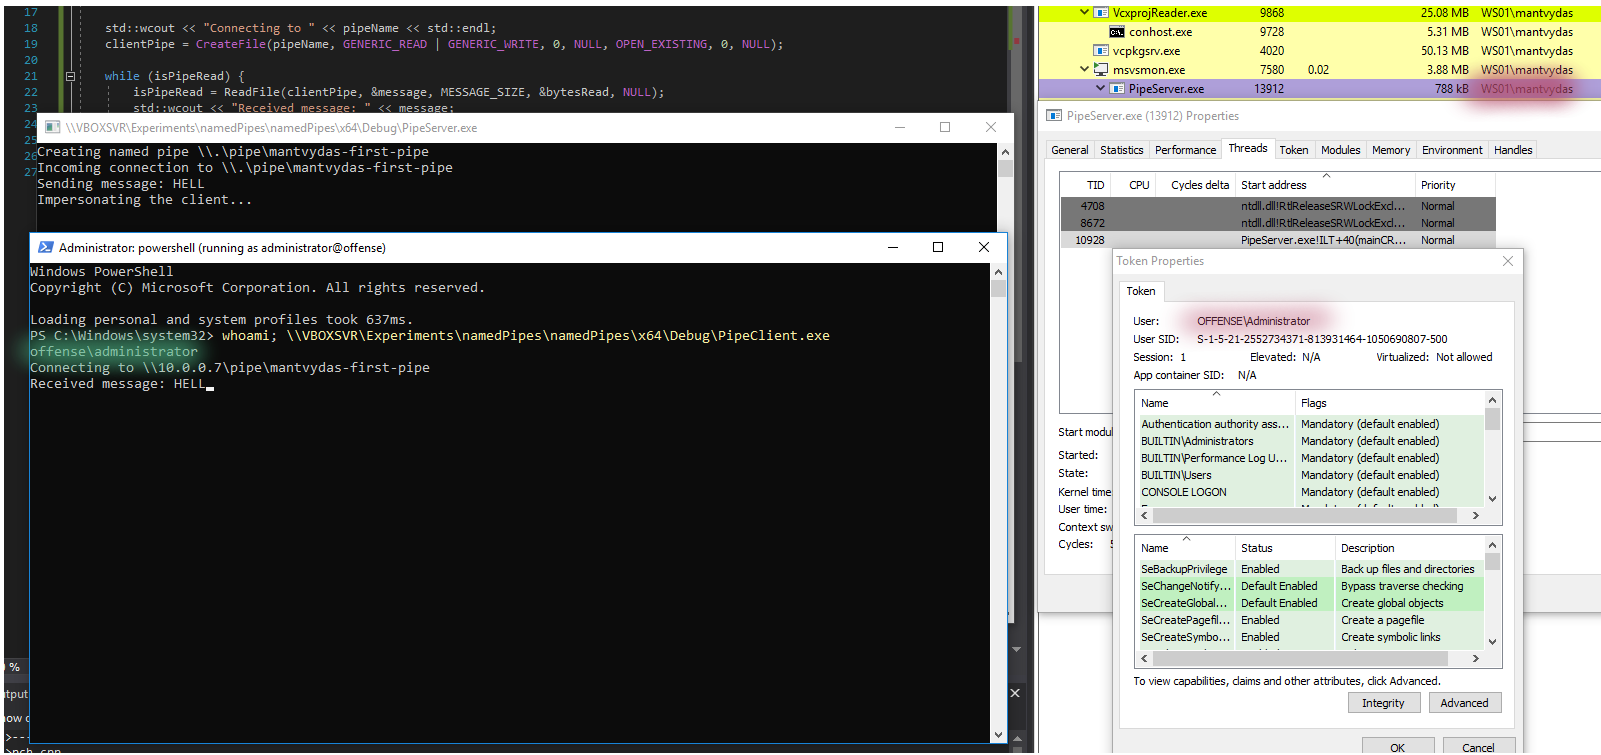 17
18 std::wcout << "Connecting to " << pipeName << std::endl;
19 clientPipe = CreateFile(pipeName, GENERIC_READ | GENERIC_WRITE, 0, NULL, OPEN_EXISTING, 0, NULL);
20
21 while (isPipeRead) {
22 isPipeRead = ReadFile(clientPipe, &message, MESSAGE_SIZE, &bytesRead, NULL);
23 std::wcout << "Received message: " << message;
24
25
26
27
\\VBOXSVR\Experiments\namedPipes\namedPipes\x64\Debug\PipeServer.exe
Creating named pipe \\.\pipe\mantvydas-first-pipe
Incoming connection to \\.\pipe\mantvydas-first-pipe
Sending message: HELL
Impersonating the client...
Administrator: powershell (running as administrator@offense)
Windows PowerShell
Copyright (C) Microsoft Corporation. All rights reserved.
Loading personal and system profiles took 637ms.
PS C:\Windows\system32> whoami; \\VBOXSVR\Experiments\namedPipes\namedPipes\x64\Debug\PipeClient.exe
offense\administrator
Connecting to \\10.0.0.7\pipe\mantvydas-first-pipe
Received message: HELL
%
utput
now o
>---
>pch.cpp
VcxprojReader.exe 9868 25.08 MB WS01\mantvydas
conhost.exe 9728 5.31 MB WS01\mantvydas
vcpkgsrv.exe 4020 50.13 MB WS01\mantvydas
msvsmon.exe 7580 0.02 3.88 MB WS01\mantvydas
PipeServer.exe 13912 788 kB WS01\mantvydas
PipeServer.exe (13912) Properties
General Statistics Performance Threads Token Modules Memory Environment Handles
TID CPU Cycles delta Start address Priority
4708 ntdll.dll!RtlReleaseSRWLockExcl... Normal
8672 ntdll.dll!RtlReleaseSRWLockExcl... Normal
10928 PipeServer.exe!ILT+40(mainCR... Normal
Start modul
Started:
State:
Kernel time
User time:
Context sw
Cycles: 5
Token Properties
Token
User: OFFENSE\Administrator
User SID: S-1-5-21-2552734371-813931464-1050690807-500
Session: 1 Elevated: N/A Virtualized: Not allowed
App container SID: N/A
Name Flags
Authentication authority ass... Mandatory (default enabled)
BUILTIN\Administrators Mandatory (default enabled)
BUILTIN\Performance Log U... Mandatory (default enabled)
BUILTIN\Users Mandatory (default enabled)
CONSOLE LOGON Mandatory (default enabled)
Name Status Description
SeBackupPrivilege Enabled Back up files and directories
SeChangeNotify... Default Enabled Bypass traverse checking
SeCreateGlobal... Default Enabled Create global objects
SeCreatePagefil... Enabled Create a pagefile
SeCreateSymbo... Enabled Create symbolic links
To view capabilities, claims and other attributes, click Advanced.
Integrity Advanced
OK Cancel